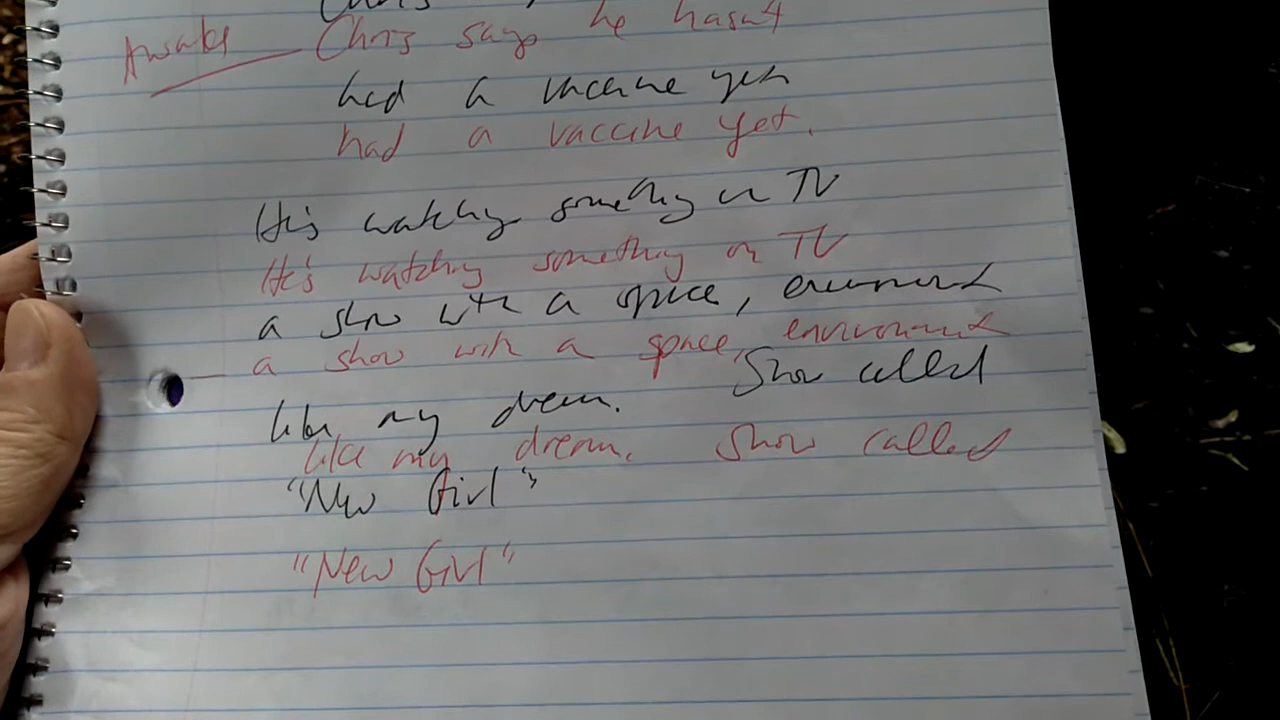 Chris
Awake — Chris says he hasn't
had a vaccine yet
had a vaccine yet.
He's watching something on TV
He's watching something on TV
a show with a space, environment
a show with a space, environment
like my dream. Show called
like my dream. Show called
"New Girl"
"New Girl"